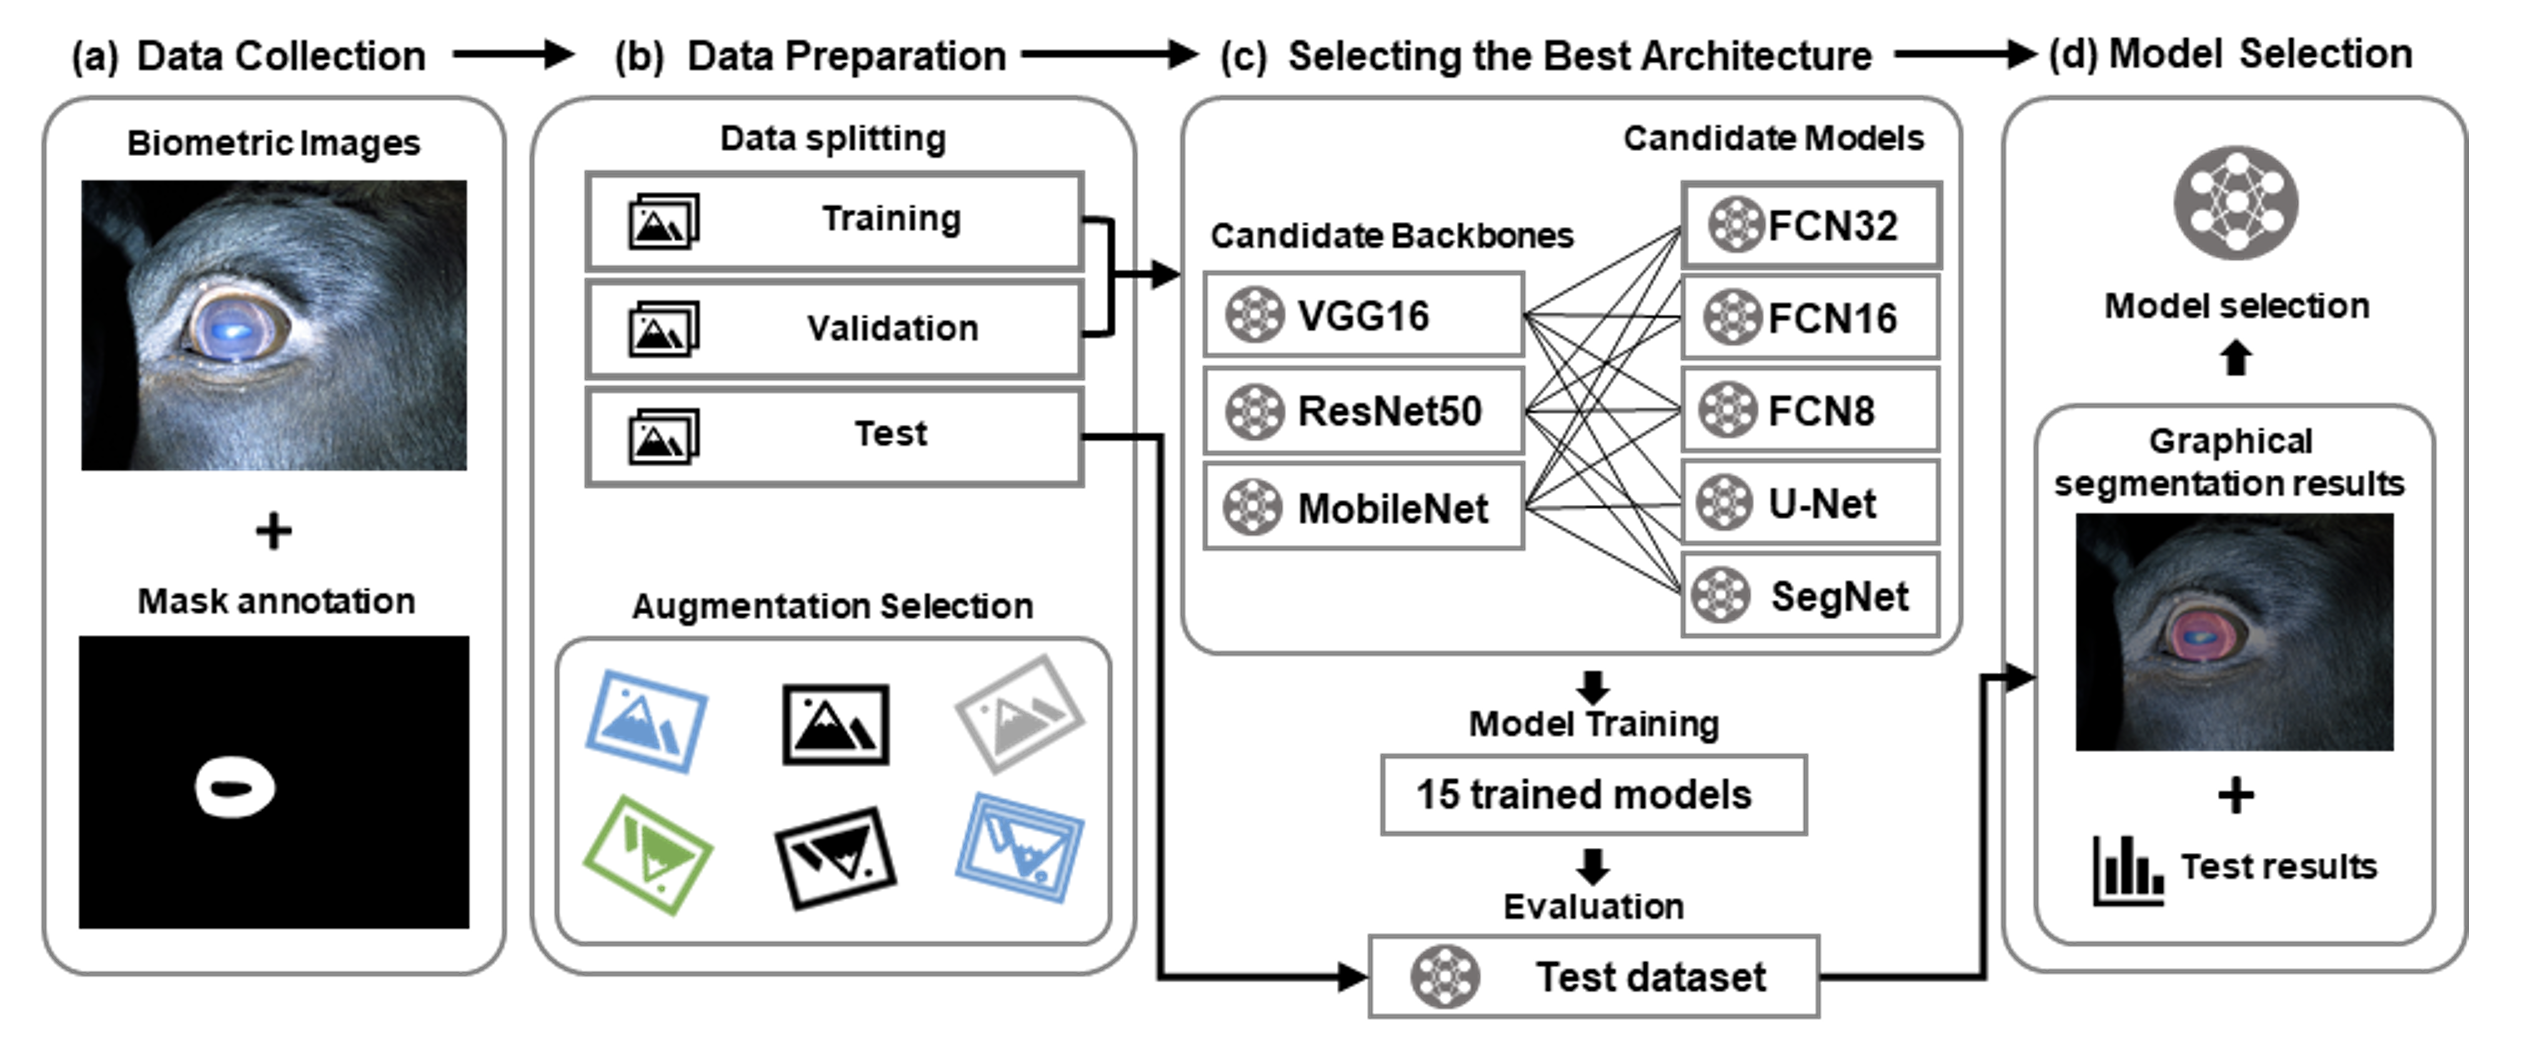 (a) Data Collection
(b) Data Preparation
(c) Selecting the Best Architecture
(d) Model Selection
Biometric Images
Mask annotation
Data splitting
Training
Validation
Test
Augmentation Selection
Candidate Models
Candidate Backbones
VGG16
ResNet50
MobileNet
FCN32
FCN16
FCN8
U-Net
SegNet
Model Training
15 trained models
Evaluation
Test dataset
Model selection
Graphical
segmentation results
Test results